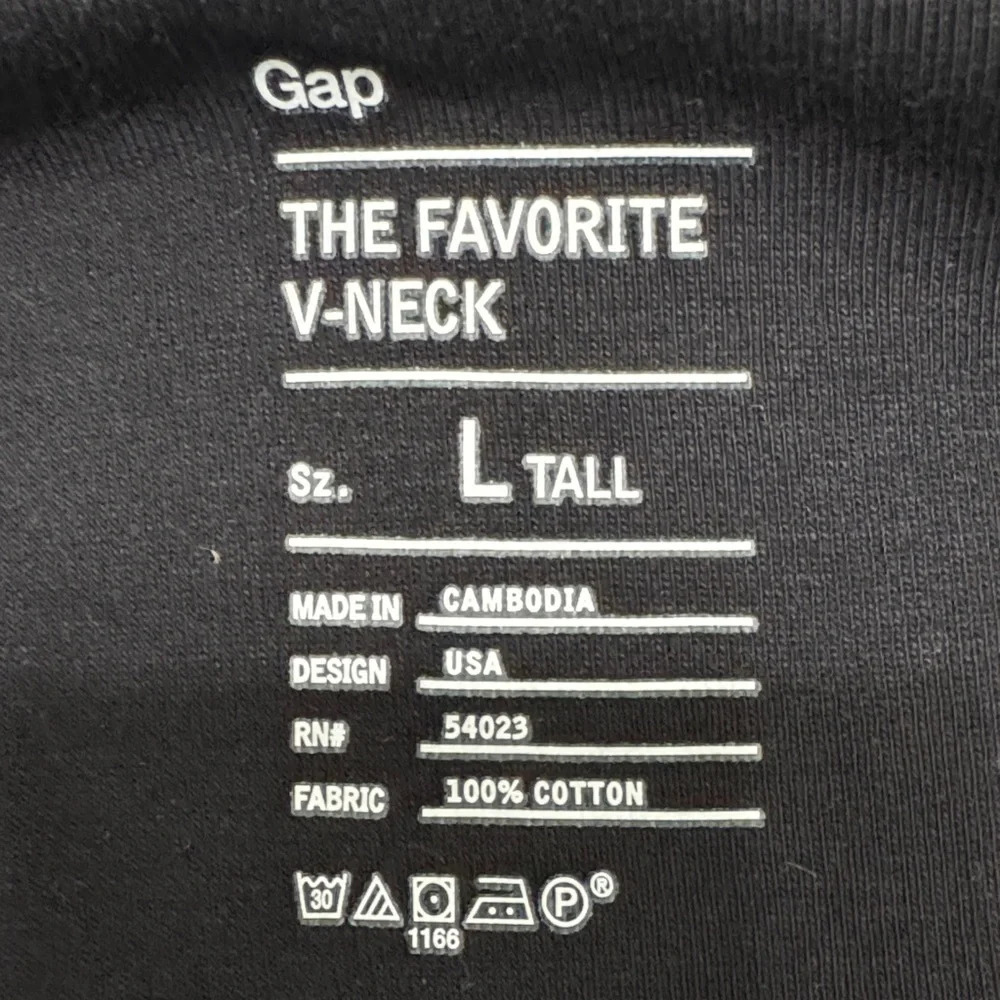 Gap
THE FAVORITE
V-NECK
Sz. L TALL
MADE IN CAMBODIA
DESIGN USA
RN# 54023
FABRIC 100% COTTON
30 P ®
1166